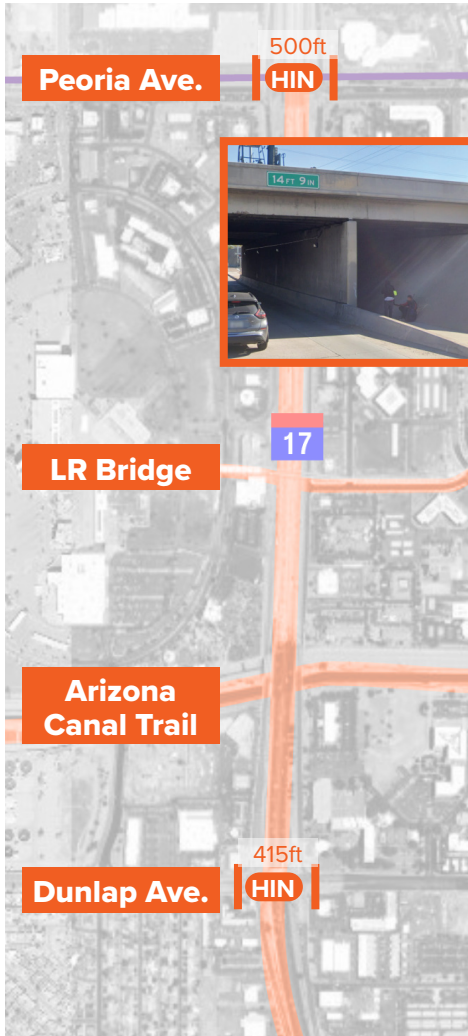 500ft
Peoria Ave.
HIN
14 FT 9 IN
17
LR Bridge
Arizona
Canal Trail
415ft
Dunlap Ave.
HIN